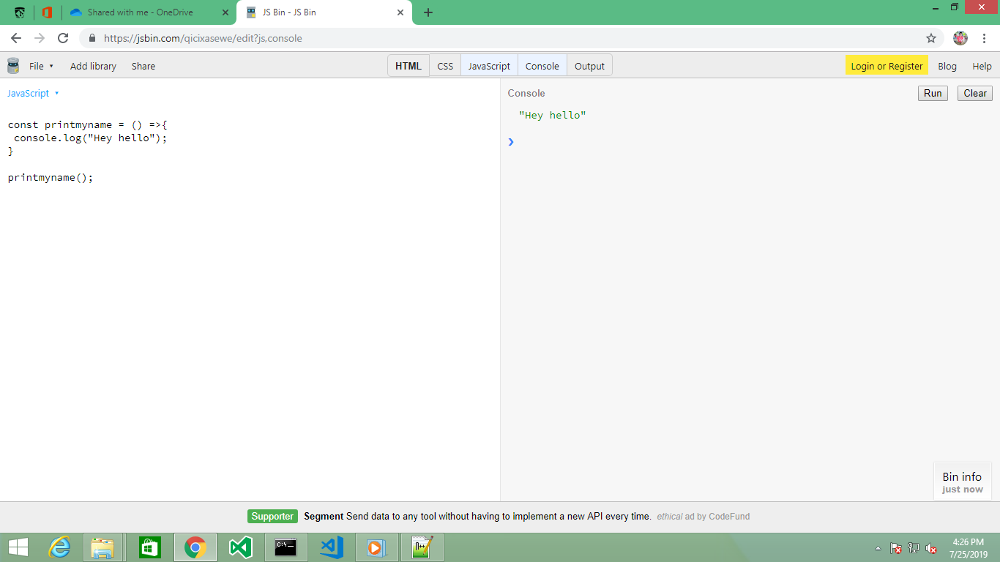 Shared with me - OneDrive
JS Bin - JS Bin
https://jsbin.com/qicixasewe/edit?js,console
File Add library Share HTML CSS JavaScript Console Output Login or Register Blog Help
JavaScript
const printmyname = () =>{
console.log("Hey hello");
}
printmyname();
Console Run Clear
"Hey hello"
Bin info
just now
Supporter Segment Send data to any tool without having to implement a new API every time. ethical ad by CodeFund
4:26 PM
7/25/2019